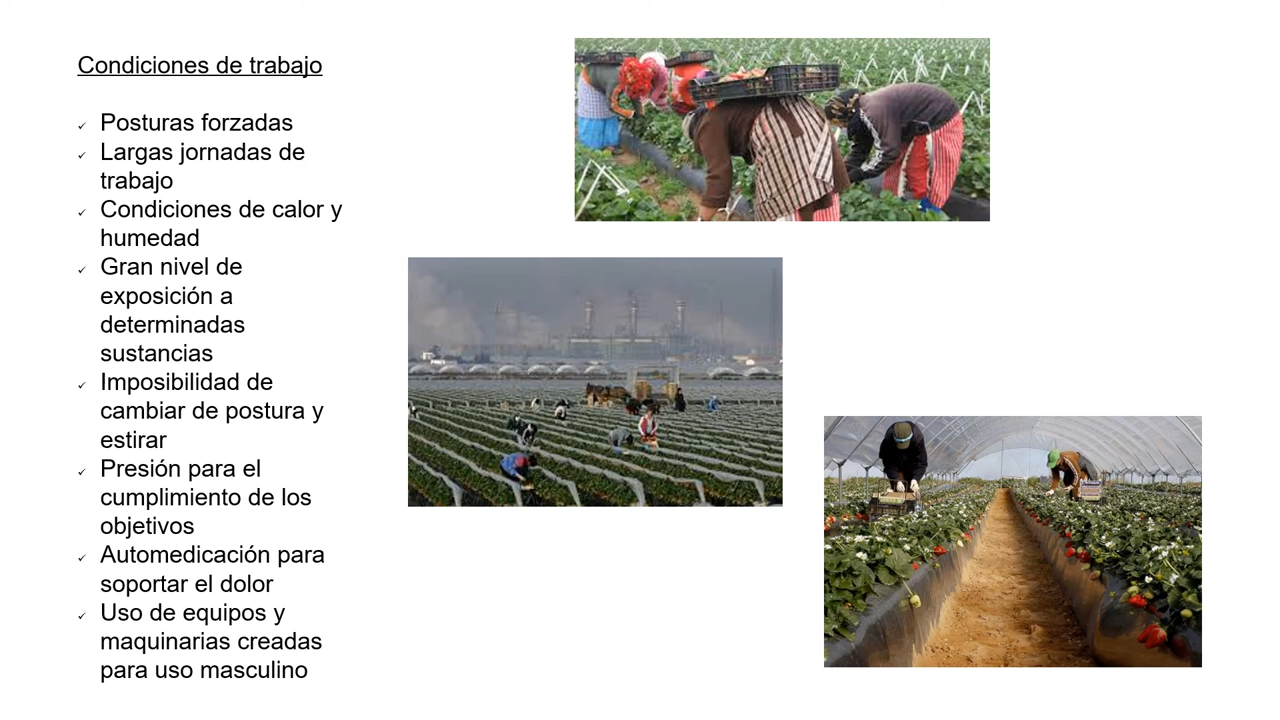 Condiciones de trabajo
✓ Posturas forzadas
✓ Largas jornadas de
trabajo
✓ Condiciones de calor y
humedad
✓ Gran nivel de
exposición a
determinadas
sustancias
✓ Imposibilidad de
cambiar de postura y
estirar
✓ Presión para el
cumplimiento de los
objetivos
✓ Automedicación para
soportar el dolor
✓ Uso de equipos y
maquinarias creadas
para uso masculino